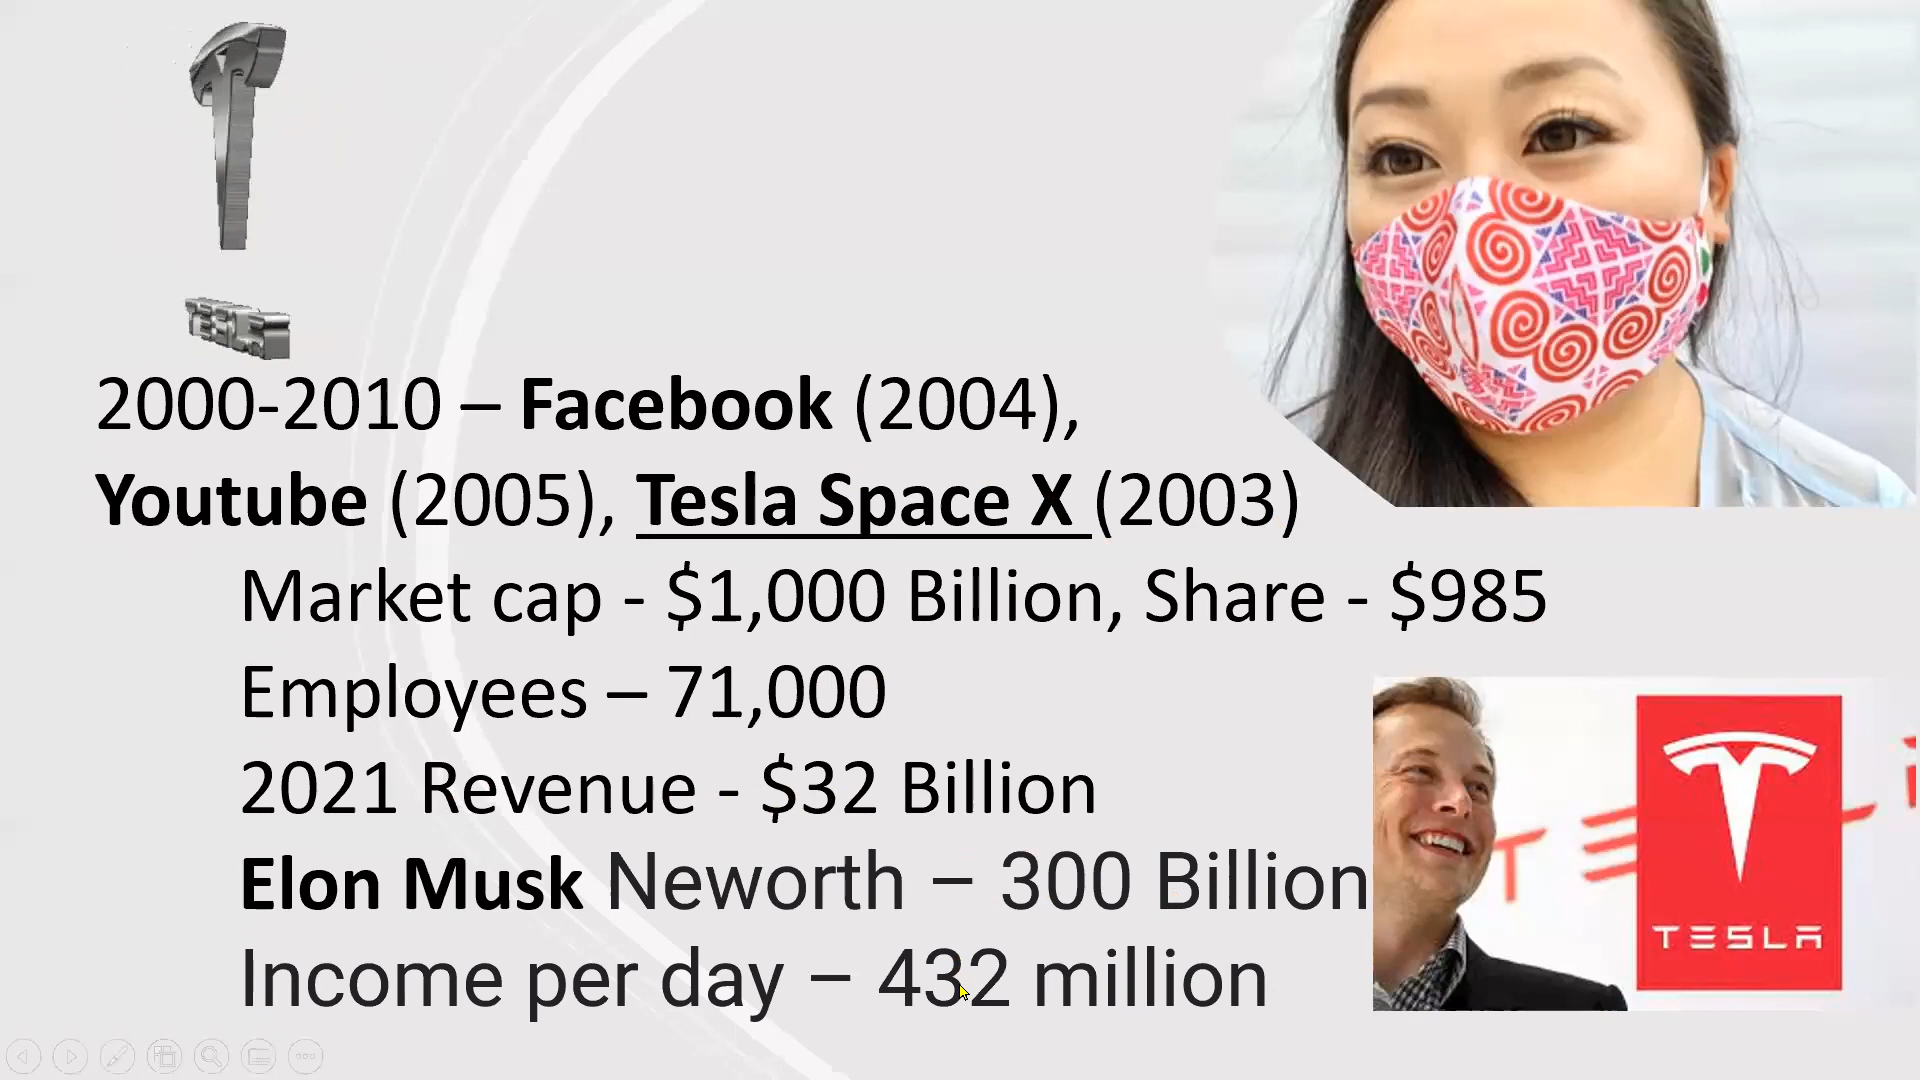 TESLA
2000-2010 – Facebook (2004),
Youtube (2005), Tesla Space X (2003)
Market cap - $1,000 Billion, Share - $985
Employees – 71,000
2021 Revenue - $32 Billion
Elon Musk Neworth – 300 Billion
Income per day – 432 million
TESLA